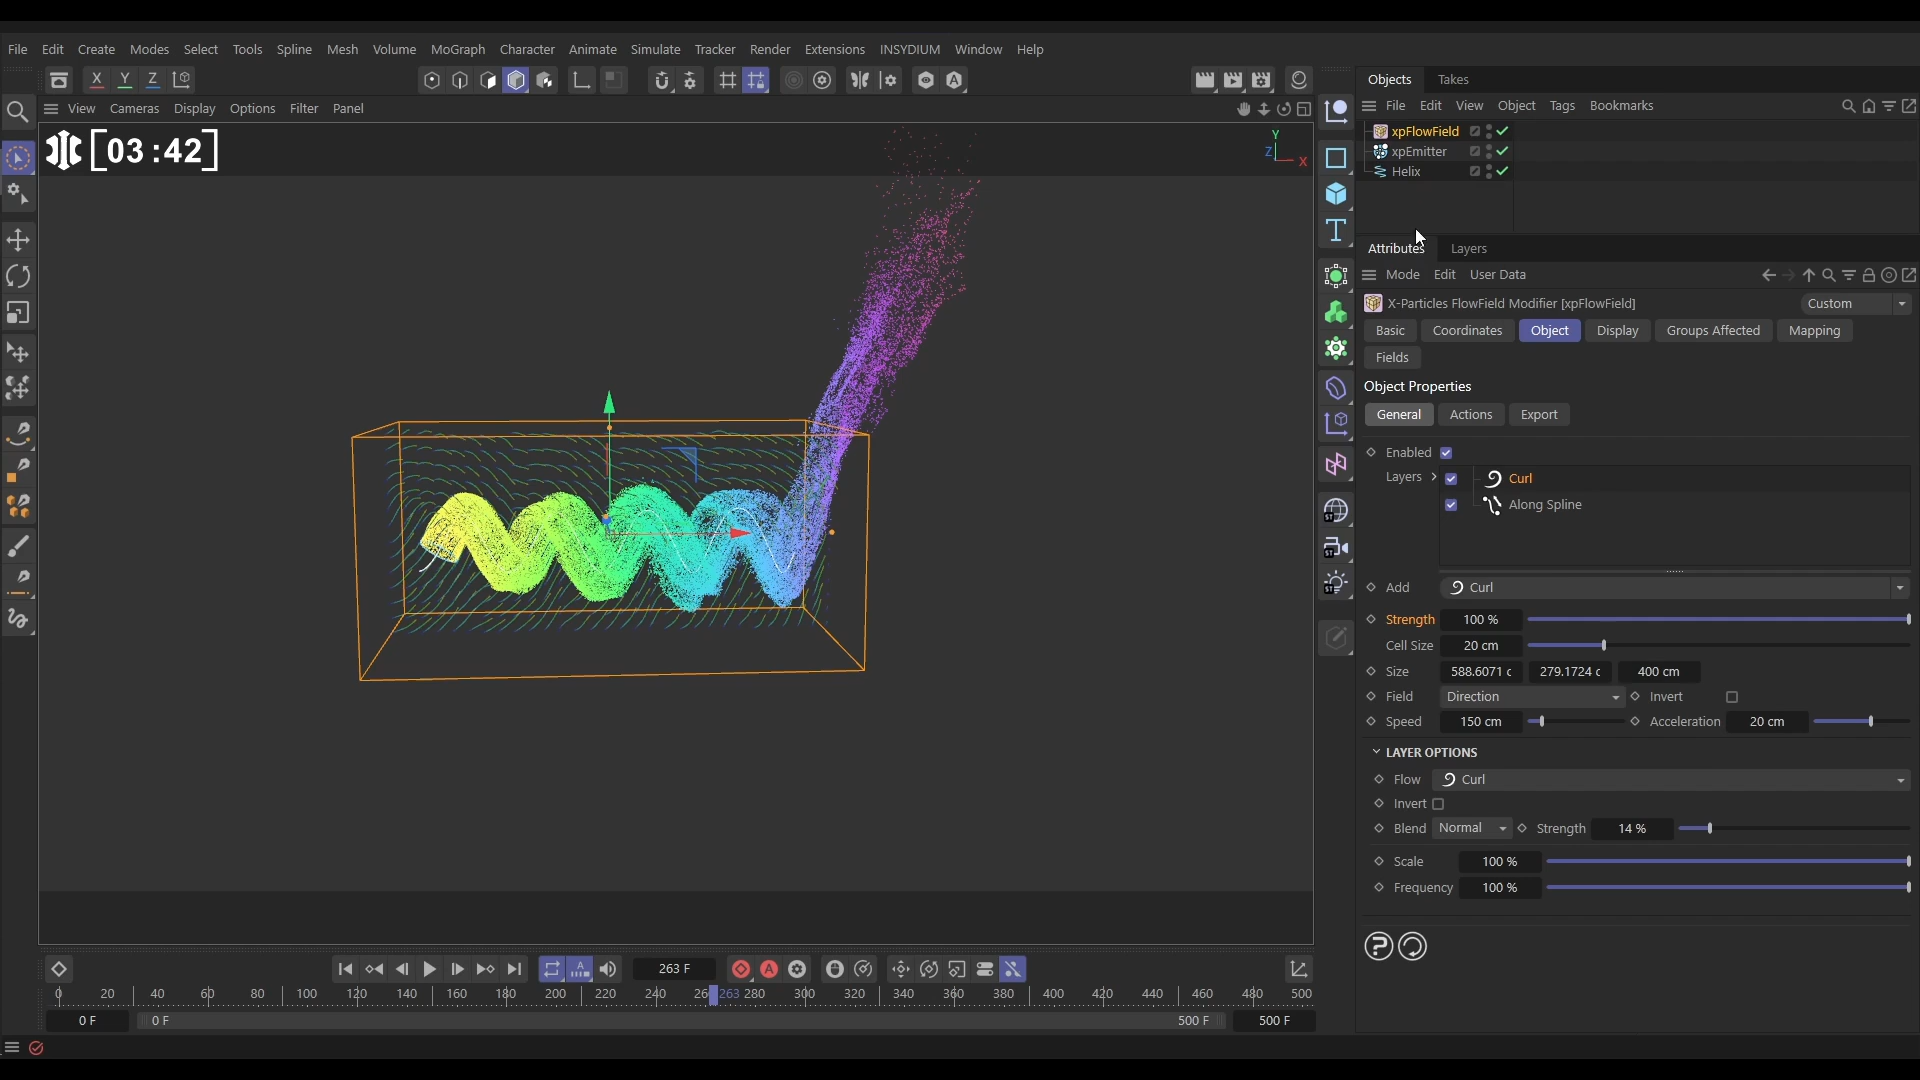 File Edit Create Modes Select Tools Spline Mesh Volume MoGraph Character Animate Simulate Tracker Render Extensions INSYDIUM Window Help
X Y Z
View Cameras Display Options Filter Panel
[03:42]
Y
Z X
Objects Takes
File Edit View Object Tags Bookmarks
xpFlowField
xpEmitter
Helix
Attributes Layers
Mode Edit User Data
X-Particles FlowField Modifier [xpFlowField] Custom
Basic Coordinates Object Display Groups Affected Mapping
Fields
Object Properties
General Actions Export
Enabled
Layers Curl
Along Spline
Add Curl
Strength 100 %
Cell Size 20 cm
Size 588.6071 c 279.1724 c 400 cm
Field Direction Invert
Speed 150 cm Acceleration 20 cm
LAYER OPTIONS
Flow Curl
Invert
Blend Normal Strength 14 %
Scale 100 %
Frequency 100 %
263 F
0 20 40 60 80 100 120 140 160 180 200 220 240 26 263 280 300 320 340 360 380 400 420 440 460 480 500
0 F 0 F 500 F 500 F